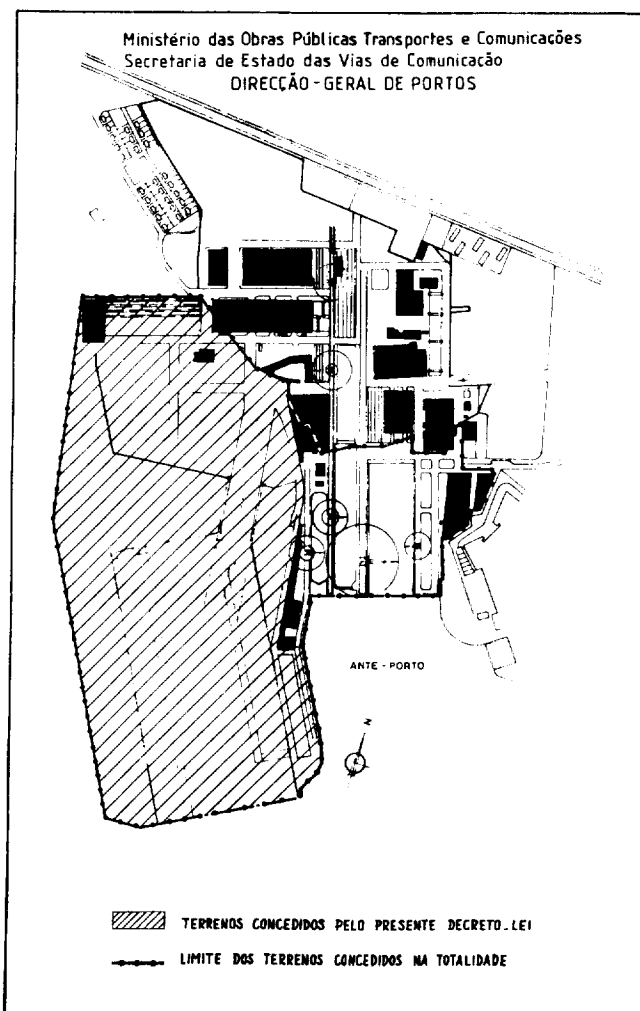 Ministério das Obras Públicas Transportes e Comunicações
Secretaria de Estado das Vias de Comunicação
DIRECÇÃO - GERAL DE PORTOS
ANTE - PORTO
N
TERRENOS CONCEDIDOS PELO PRESENTE DECRETO-LEI
LIMITE DOS TERRENOS CONCEDIDOS NA TOTALIDADE